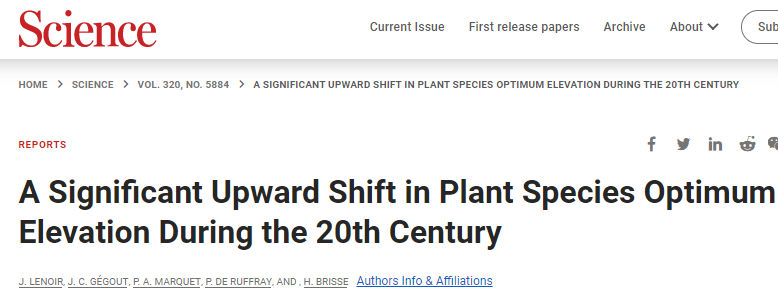 Science
Current Issue First release papers Archive About Sub
HOME > SCIENCE > VOL. 320, NO. 5884 > A SIGNIFICANT UPWARD SHIFT IN PLANT SPECIES OPTIMUM ELEVATION DURING THE 20TH CENTURY
REPORTS
A Significant Upward Shift in Plant Species Optimum
Elevation During the 20th Century
J. LENOIR, J. C. GÉGOUT, P. A. MARQUET, P. DE RUFFRAY, AND , H. BRISSE Authors Info & Affiliations